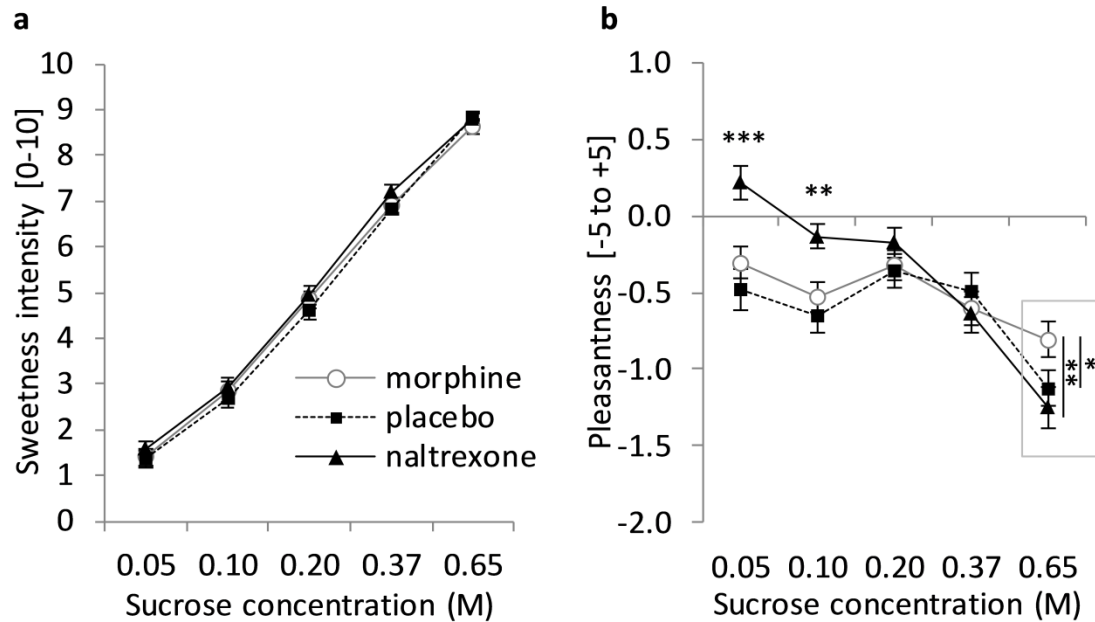 a
Sweetness intensity [0-10]
10
9
8
7
6
5
4
3
2
1
0
morphine
placebo
naltrexone
0.05 0.10 0.20 0.37 0.65
Sucrose concentration (M)
b
Pleasantness [-5 to +5]
1.0
0.5
0.0
-0.5
-1.0
-1.5
-2.0
***
**
**
*
0.05 0.10 0.20 0.37 0.65
Sucrose concentration (M)